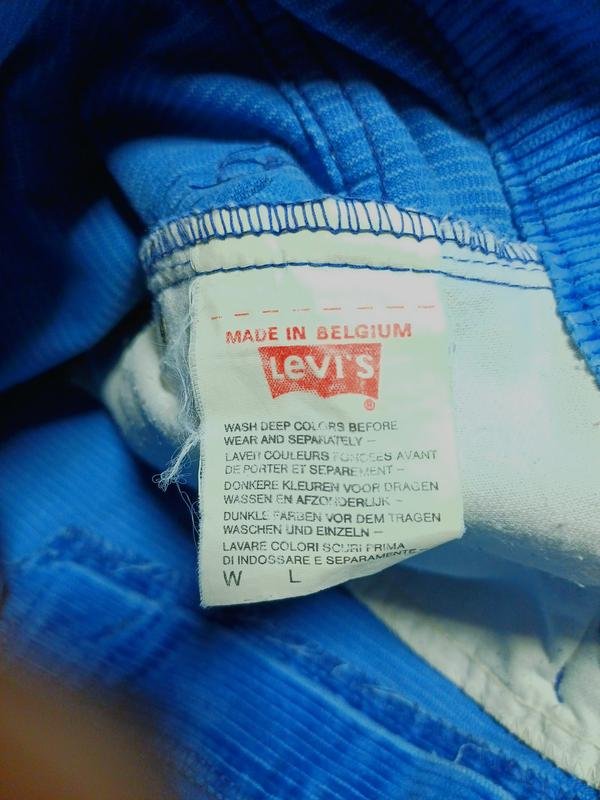 MADE IN BELGIUM
LEVI'S
®
WASH DEEP COLORS BEFORE
WEAR AND SEPARATELY –
LAVER COULEURS FONCEES AVANT
DE PORTER ET SEPAREMENT –
DONKERE KLEUREN VOOR DRAGEN
WASSEN EN AFZONDERLIJK –
DUNKLE FARBEN VOR DEM TRAGEN
WASCHEN UND EINZELN –
LAVARE COLORI SCURI PRIMA
DI INDOSSARE E SEPARAMENTE –
W L